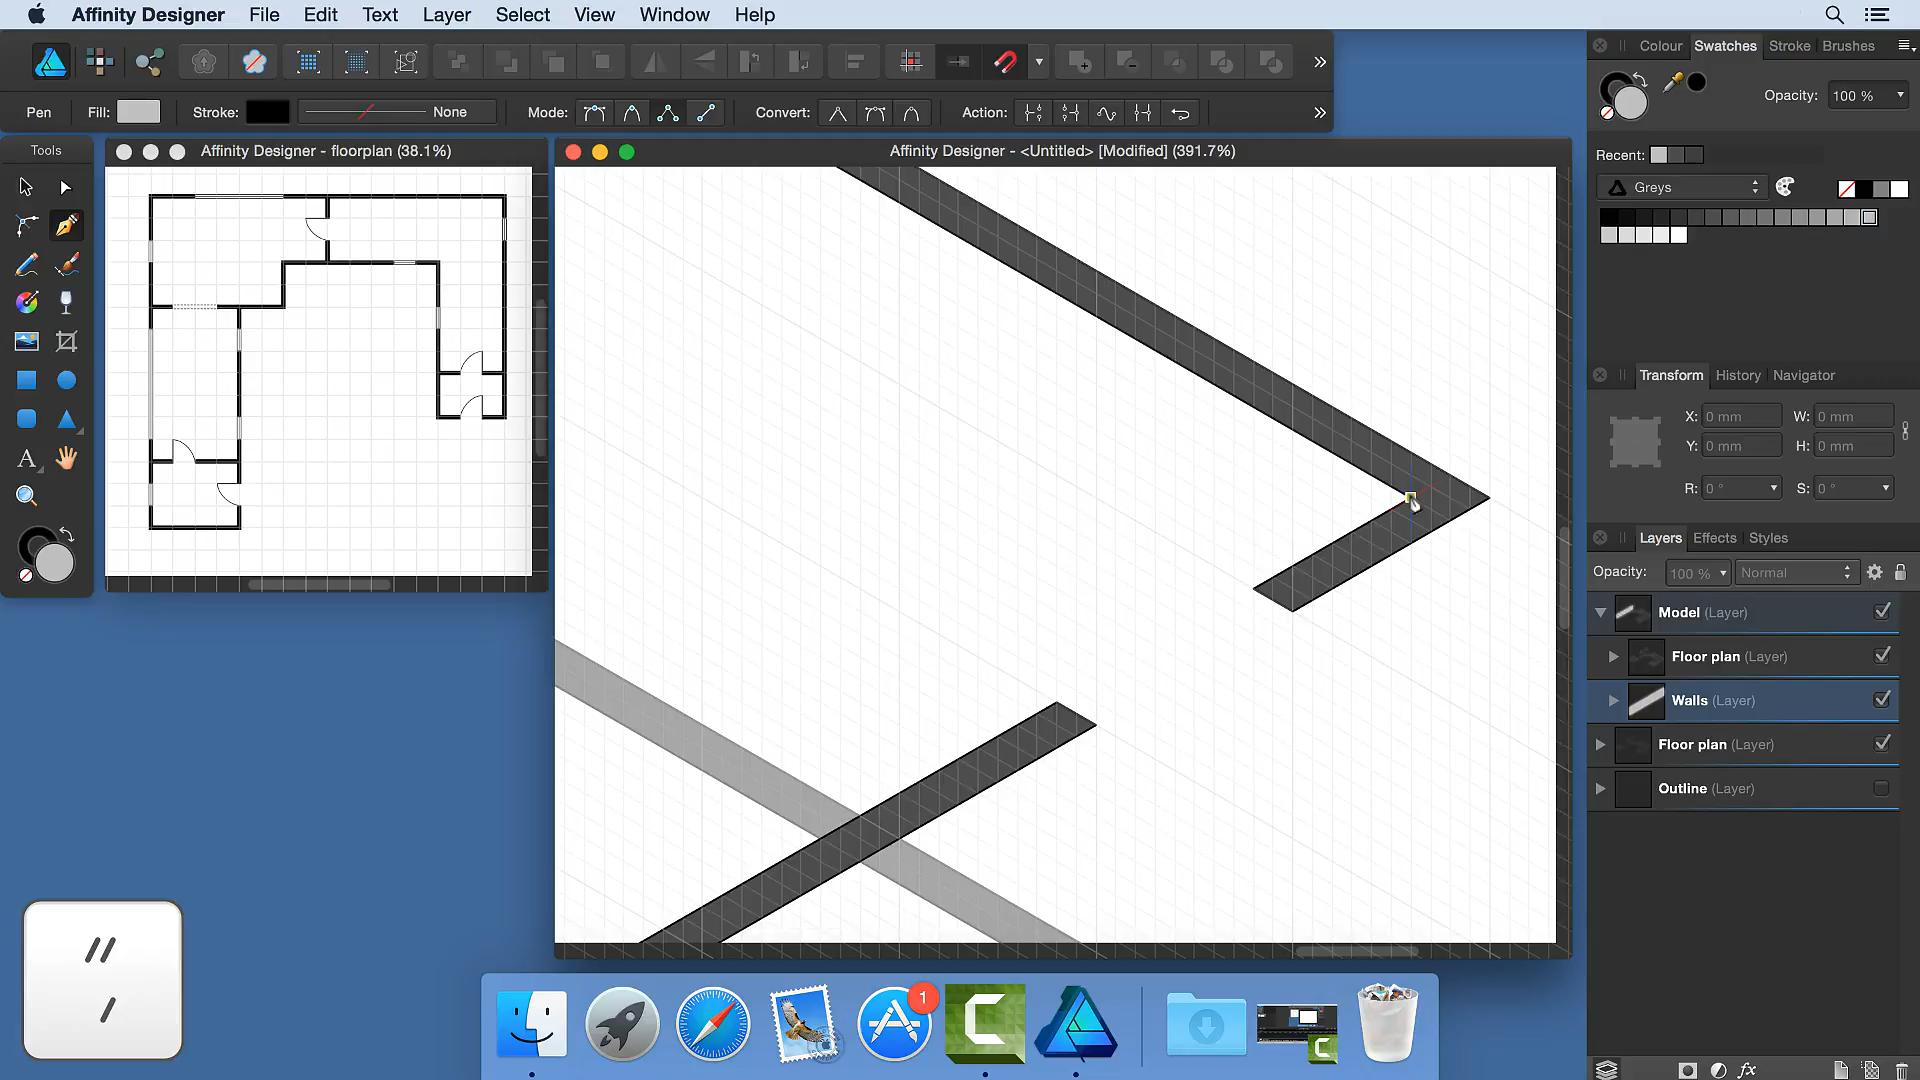 Affinity Designer File Edit Text Layer Select View Window Help
Pen Fill: Stroke: None Mode: Convert: Action:
Tools
Affinity Designer - floorplan (38.1%)
Affinity Designer - <Untitled> [Modified] (391.7%)
A
Colour Swatches Stroke Brushes
Opacity: 100 %
Recent:
Greys
Transform History Navigator
X: 0 mm W: 0 mm
Y: 0 mm H: 0 mm
R: 0 ° S: 0 °
Layers Effects Styles
Opacity: 100 % Normal
Model (Layer)
Floor plan (Layer)
Walls (Layer)
Floor plan (Layer)
Outline (Layer)
fx
//
/
1